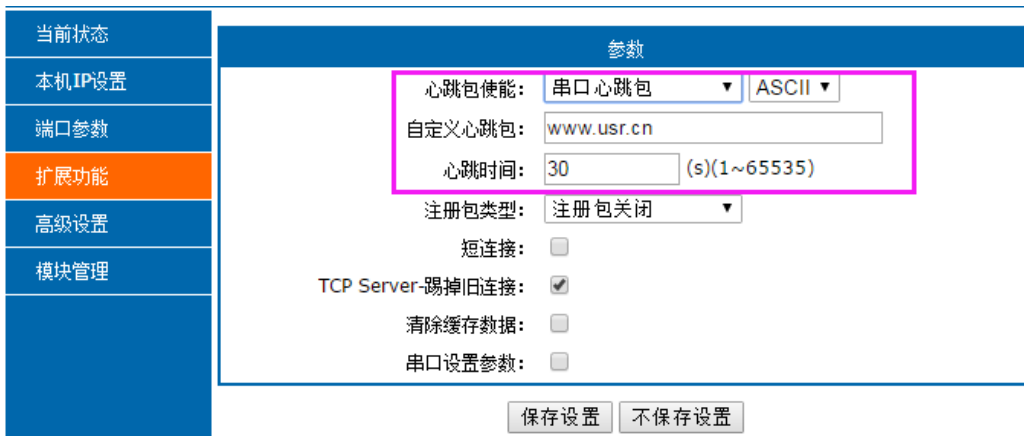 当前状态
本机IP设置
端口参数
扩展功能
高级设置
模块管理
参数
心跳包使能： 串口心跳包 ASCII
自定义心跳包： www.usr.cn
心跳时间： 30 (s)(1~65535)
注册包类型： 注册包关闭
短连接：
TCP Server-踢掉旧连接：
清除缓存数据：
串口设置参数：
保存设置 不保存设置